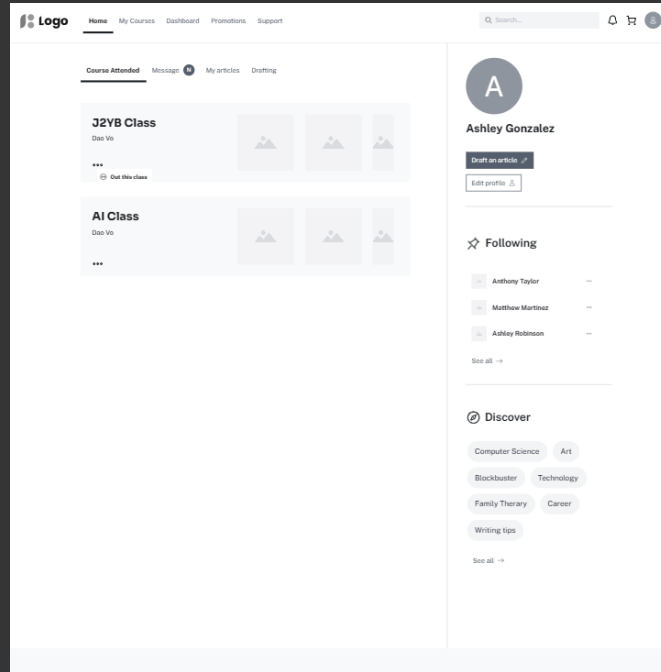 Logo
Home My Courses Dashboard Promotions Support
Search...
Course Attended Message N My articles Drafting
J2YB Class
Dao Vo
Out this class
AI Class
Dao Vo
A
Ashley Gonzalez
Draft an article
Edit profile
Following
Anthony Taylor
Matthew Martinez
Ashley Robinson
See all →
Discover
Computer Science Art
Blockbuster Technology
Family Therary Career
Writing tips
See all →